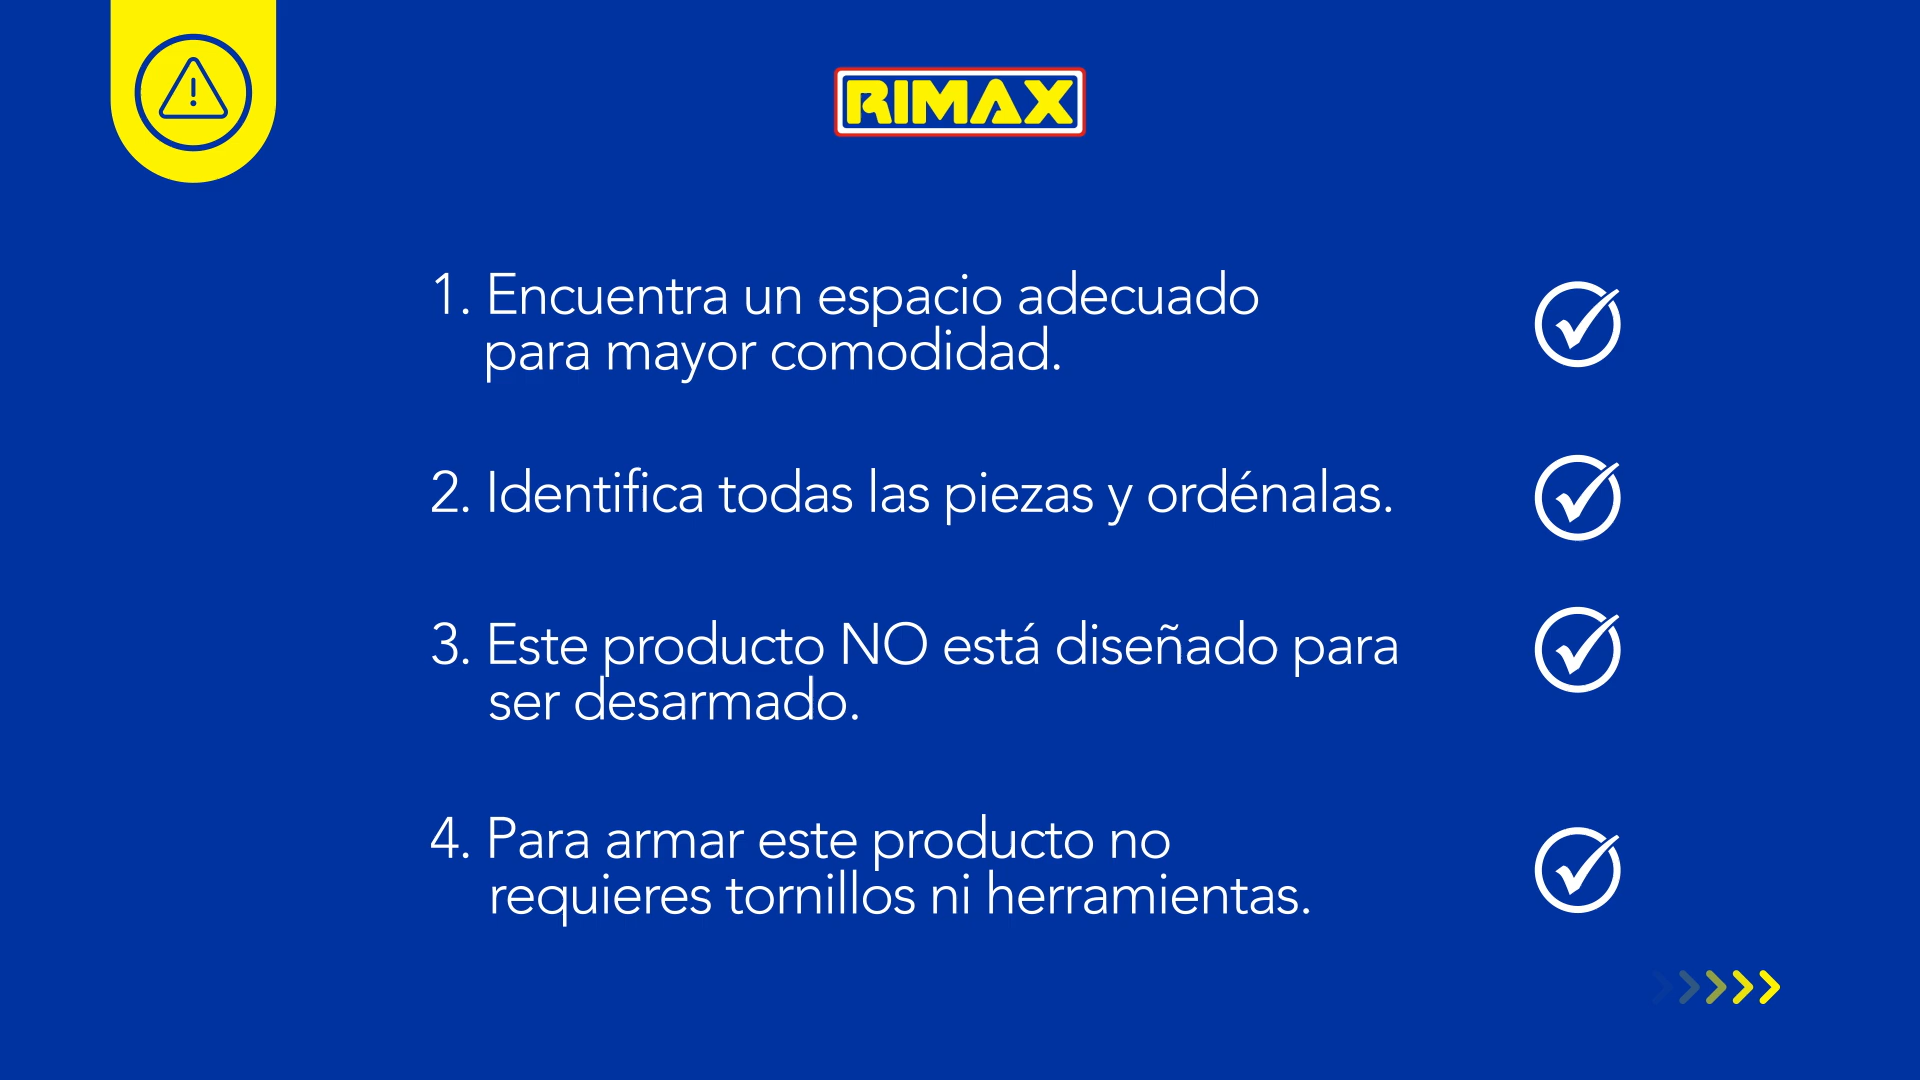 RIMAX
1. Encuentra un espacio adecuado
para mayor comodidad.
2. Identifica todas las piezas y ordénalas.
3. Este producto NO está diseñado para
ser desarmado.
4. Para armar este producto no
requieres tornillos ni herramientas.